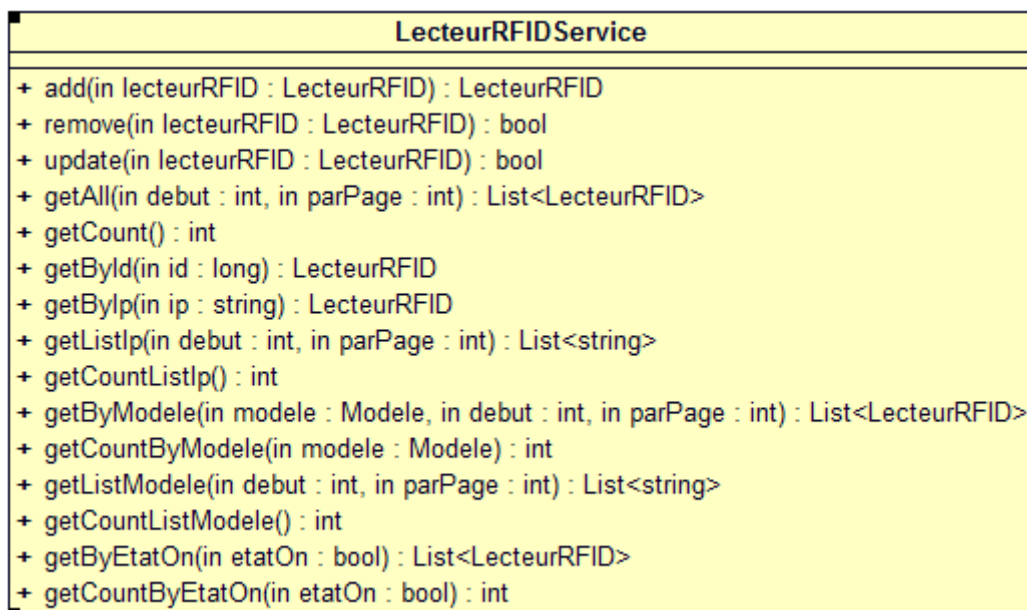 LecteurRFIDService
+ add(in lecteurRFID : LecteurRFID) : LecteurRFID
+ remove(in lecteurRFID : LecteurRFID) : bool
+ update(in lecteurRFID : LecteurRFID) : bool
+ getAll(in debut : int, in parPage : int) : List<LecteurRFID>
+ getCount() : int
+ getById(in id : long) : LecteurRFID
+ getByIp(in ip : string) : LecteurRFID
+ getListIp(in debut : int, in parPage : int) : List<string>
+ getCountListIp() : int
+ getByModele(in modele : Modele, in debut : int, in parPage : int) : List<LecteurRFID>
+ getCountByModele(in modele : Modele) : int
+ getListModele(in debut : int, in parPage : int) : List<string>
+ getCountListModele() : int
+ getByEtatOn(in etatOn : bool) : List<LecteurRFID>
+ getCountByEtatOn(in etatOn : bool) : int